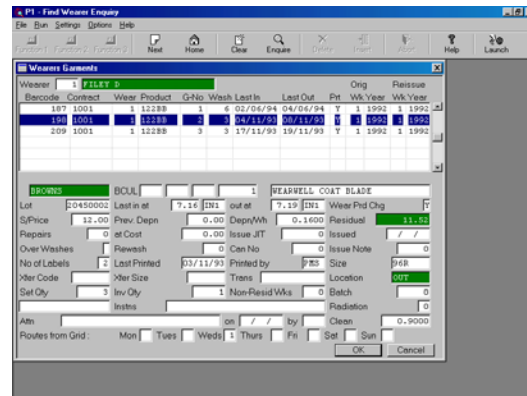 P1 - Find Wearer Enquiry
File Run Settings Options Help
Function 1 Function 2 Function 3 Next Home Clear Enquire Delete Insert Abort Help Launch
Wearers Garments
Wearer 1 FILET D Orig Reissue
Barcode Contract Wear Product G-No Wash Last In Last Out Prt Wk Year Wk Year
187 1001 1 122BB 1 6 02/06/94 04/06/94 Y 1 1992 1 1992
198 1001 1 122BB 2 3 04/11/93 08/11/93 Y 1 1992 1 1992
209 1001 1 122BB 3 3 17/11/93 19/11/93 Y 1 1992 1 1992
BROWNS BCUL 1 WEARWELL COAT BLADE
Lot 20450002 Last in at 7.16 IN1 out at 7.19 IN1 Wear Prd Chg Y
S/Price 12.00 Prev. Depn 0.00 Depn/Wh 0.1600 Residual 11.52
Repairs 0 at Cost 0.00 Issue JIT 0 Issued / /
Over Washes Rewash 0 Can No 0 Issue Note 0
No of Labels 2 Last Printed 03/11/93 Printed by PMS Size 96R
Xfer Code Xfer Size Trans Location OUT
Set Qty 3 Inv Qty 1 Non-Resid Wks 0 Batch 0
Instns Radiation 0
Attn on / / by Clean 0.9000
Routes from Grid : Mon Tues Weds 1 Thurs Fri Sat Sun
OK Cancel